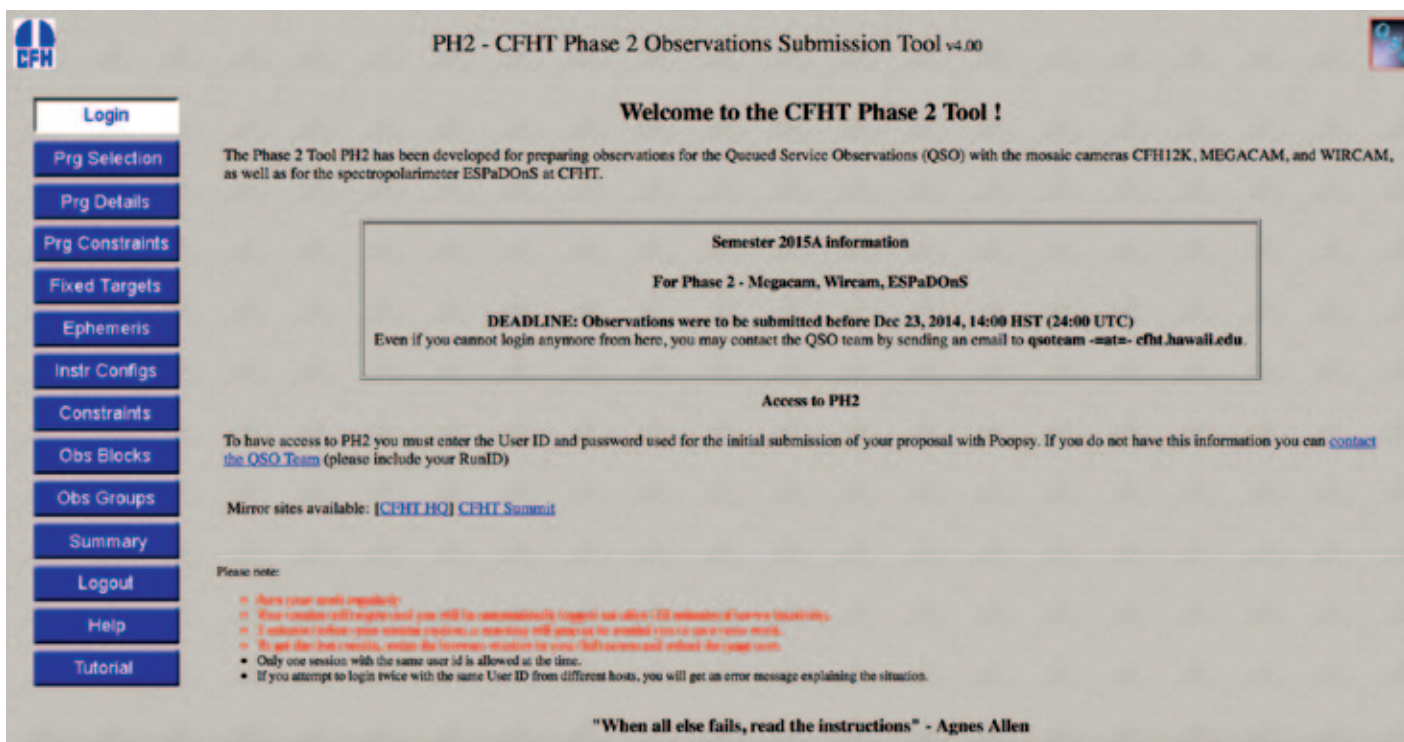 CFH
PH2 - CFHT Phase 2 Observations Submission Tool v4.00
Login
Prg Selection
Prg Details
Prg Constraints
Fixed Targets
Ephemeris
Instr Configs
Constraints
Obs Blocks
Obs Groups
Summary
Logout
Help
Tutorial
Welcome to the CFHT Phase 2 Tool !
The Phase 2 Tool PH2 has been developed for preparing observations for the Queued Service Observations (QSO) with the mosaic cameras CFH12K, MEGACAM, and WIRCAM,
as well as for the spectropolarimeter ESPaDOnS at CFHT.
Semester 2015A information
For Phase 2 - Megacam, Wircam, ESPaDOnS
DEADLINE: Observations were to be submitted before Dec 23, 2014, 14:00 HST (24:00 UTC)
Even if you cannot login anymore from here, you may contact the QSO team by sending an email to qsoteam -=at=- cfht.hawaii.edu.
Access to PH2
To have access to PH2 you must enter the User ID and password used for the initial submission of your proposal with Poopsy. If you do not have this information you can contact
the QSO Team (please include your RunID)
Mirror sites available: [CFHT HQ] CFHT Summit
Please note:
Save your work regularly
• Only one session with the same user id is allowed at the time.
• If you attempt to login twice with the same User ID from different hosts, you will get an error message explaining the situation.
"When all else fails, read the instructions" - Agnes Allen